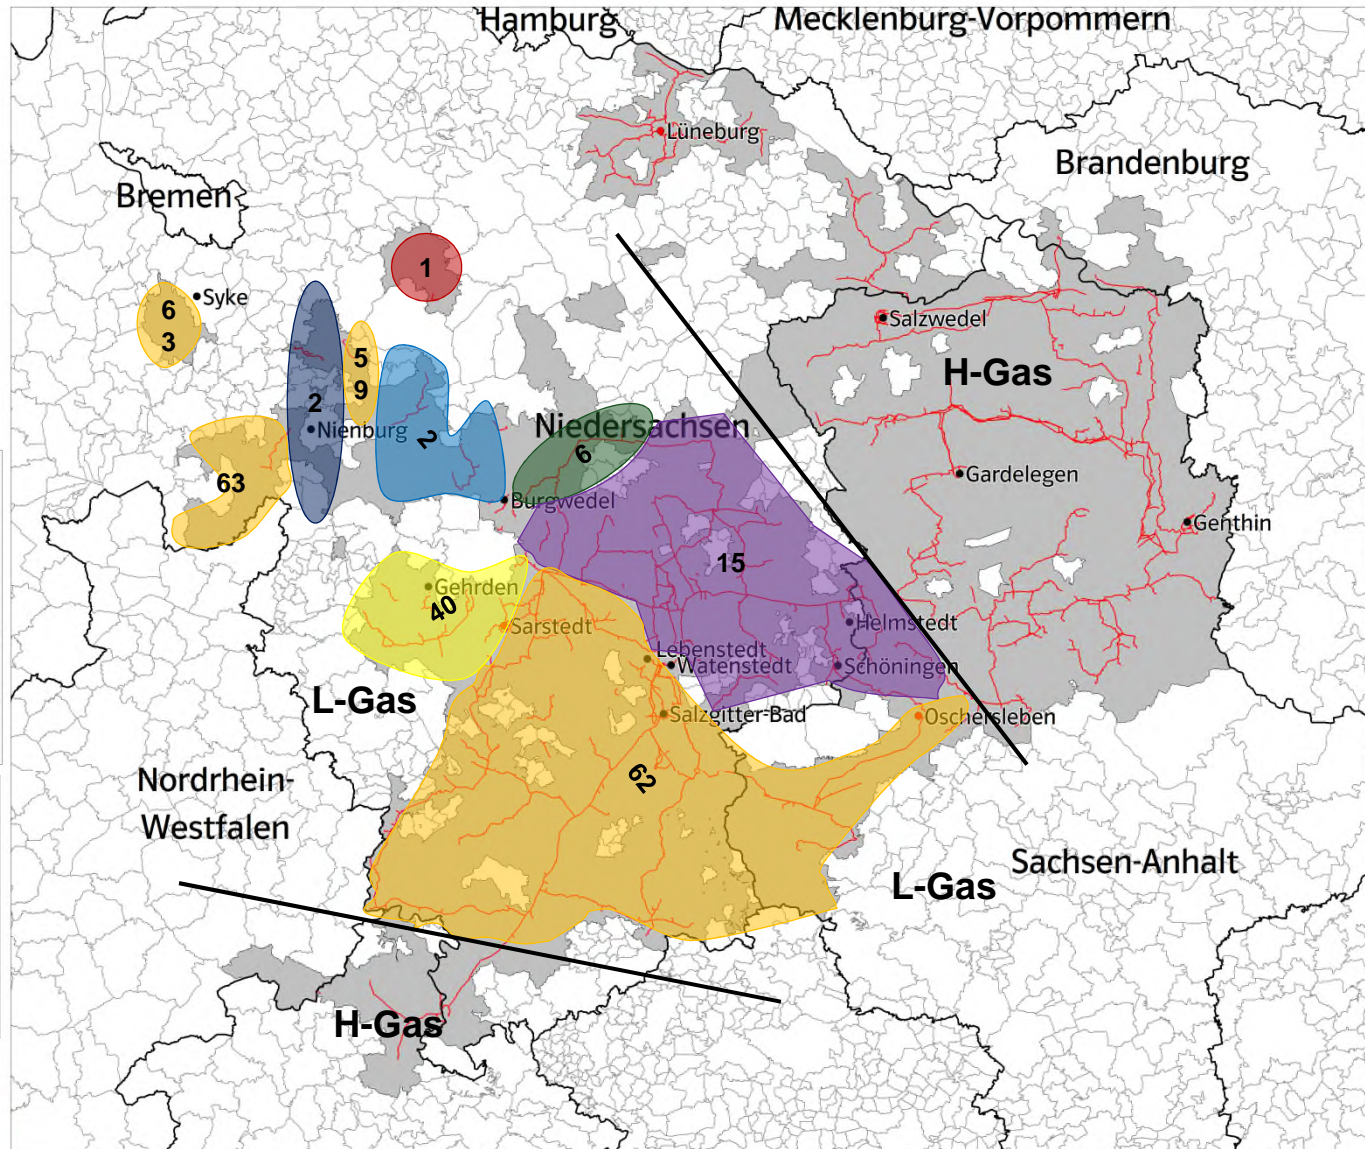 Hamburg
Mecklenburg-Vorpommern
Lüneburg
Brandenburg
Bremen
1
Syke
6
3
Salzwedel
5
9
H-Gas
2
Nienburg
2
Niedersachsen
6
63
Gardelegen
Burgwedel
Genthin
15
Gehrden
40
Sarstedt
Helmstedt
Lebenstedt
Watenstedt
Schöningen
L-Gas
Salzgitter-Bad
Oschersleben
62
Nordrhein-
Westfalen
Sachsen-Anhalt
L-Gas
H-Gas